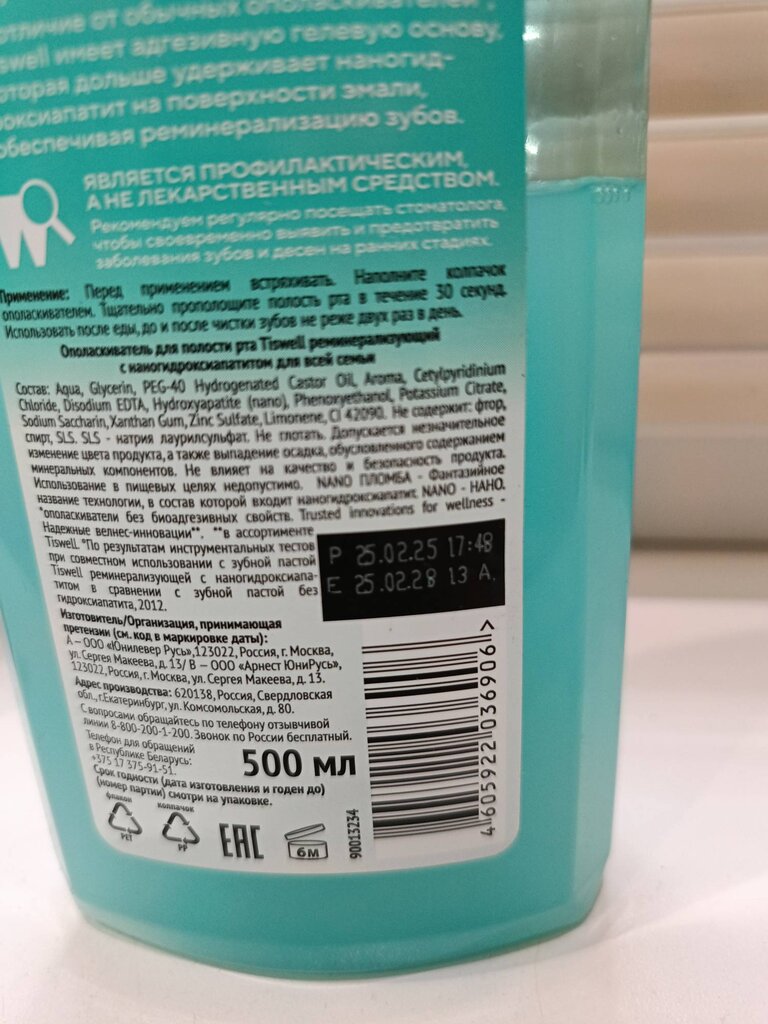 отличие от обычных ополаскивателей*,
swell имеет адгезивную гелевую основу,
оторая дольше удерживает наногид-
роксиапатит на поверхности эмали,
обеспечивая реминерализацию зубов.
ЯВЛЯЕТСЯ ПРОФИЛАКТИЧЕСКИМ,
А НЕ ЛЕКАРСТВЕННЫМ СРЕДСТВОМ.
Рекомендуем регулярно посещать стоматолога,
чтобы своевременно выявить и предотвратить
заболевания зубов и десен на ранних стадиях.
Применение: Перед применением встряхивать. Наполните колпачок
ополаскивателем. Тщательно прополощите полость рта в течение 30 секунд.
Использовать после еды, до и после чистки зубов не реже двух раз в день.
Ополаскиватель для полости рта Tiswell реминерализующий
с наногидроксиапатитом для всей семьи
Состав: Aqua, Glycerin, PEG-40 Hydrogenated Castor Oil, Aroma, Cetylpyridinium
Chloride, Disodium EDTA, Hydroxyapatite (nano), Phenoxyethanol, Potassium Citrate,
Sodium Saccharin, Xanthan Gum, Zinc Sulfate, Limonene, CI 42090. Не содержит: фтор,
спирт, SLS. SLS - натрия лаурилсульфат. Не глотать. Допускается незначительное
изменение цвета продукта, а также выпадение осадка, обусловленного содержанием
минеральных компонентов. Не влияет на качество и безопасность продукта.
Использование в пищевых целях недопустимо. NANO ПЛОМБА - Фантазийное
название технологии, в состав которой входит наногидроксиапатит. NANO - НАНО.
*ополаскиватели без биоадгезивных свойств. Trusted innovations for wellness -
Надежные велнес-инновации**. **в ассортименте
Tiswell. °По результатам инструментальных тестов
при совместном использовании с зубной пастой
Tiswell реминерализующей с наногидроксиапа-
титом в сравнении с зубной пастой без
гидроксиапатита, 2012.
P 25.02.25 17:48
E 25.02.28 13 A.
Изготовитель/Организация, принимающая
претензии (см. код в маркировке даты):
А — ООО «Юнилевер Русь»,123022, Россия, г. Москва,
ул. Сергея Макеева, д. 13/ В — ООО «Арнест ЮниРусь»,
123022, Россия, г. Москва, ул. Сергея Макеева, д. 13.
Адрес производства: 620138, Россия, Свердловская
обл., г.Екатеринбург, ул. Комсомольская, д. 80.
С вопросами обращайтесь по телефону отзывчивой
линии 8-800-200-1-200. Звонок по России бесплатный.
Телефон для обращений
в Республике Беларусь:
+375 17 375-91-51.
500 мл
Срок годности (дата изготовления и годен до)
(номер партии) смотри на упаковке.
флакон
колпачок
PET
PP
EAC
6М
90013234
4 605922 036906 >